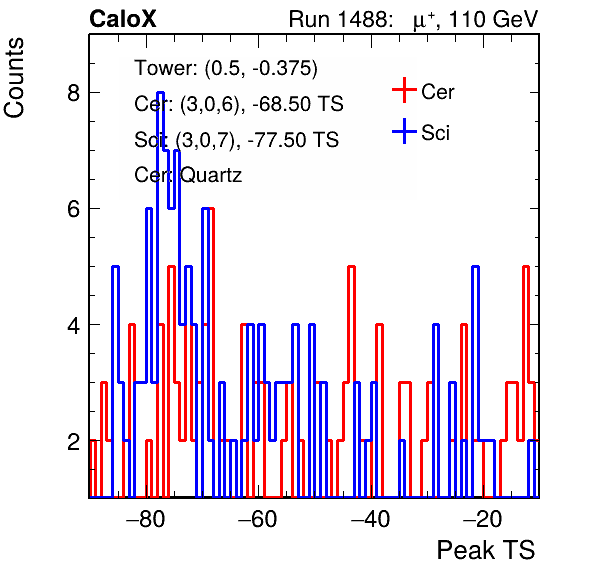 CaloX Run 1488: μ⁺, 110 GeV
Counts
Tower: (0.5, -0.375)
Cer: (3,0,6), -68.50 TS
Sci: (3,0,7), -77.50 TS
Cer: Quartz
Cer
Sci
8
6
4
2
−80 −60 −40 −20
Peak TS